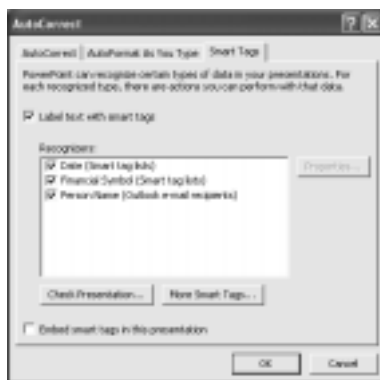 AutoCorrect
AutoCorrect AutoFormat As You Type Smart Tags
PowerPoint can recognize certain types of data in your presentations. For
each recognized type, there are actions you can perform with that data.
Label text with smart tags
Recognizers:
Date (Smart tag lists)
Financial Symbol (Smart tag lists)
Person Name (Outlook e-mail recipients)
Properties...
Check Presentation... More Smart Tags...
Embed smart tags in this presentation
OK Cancel